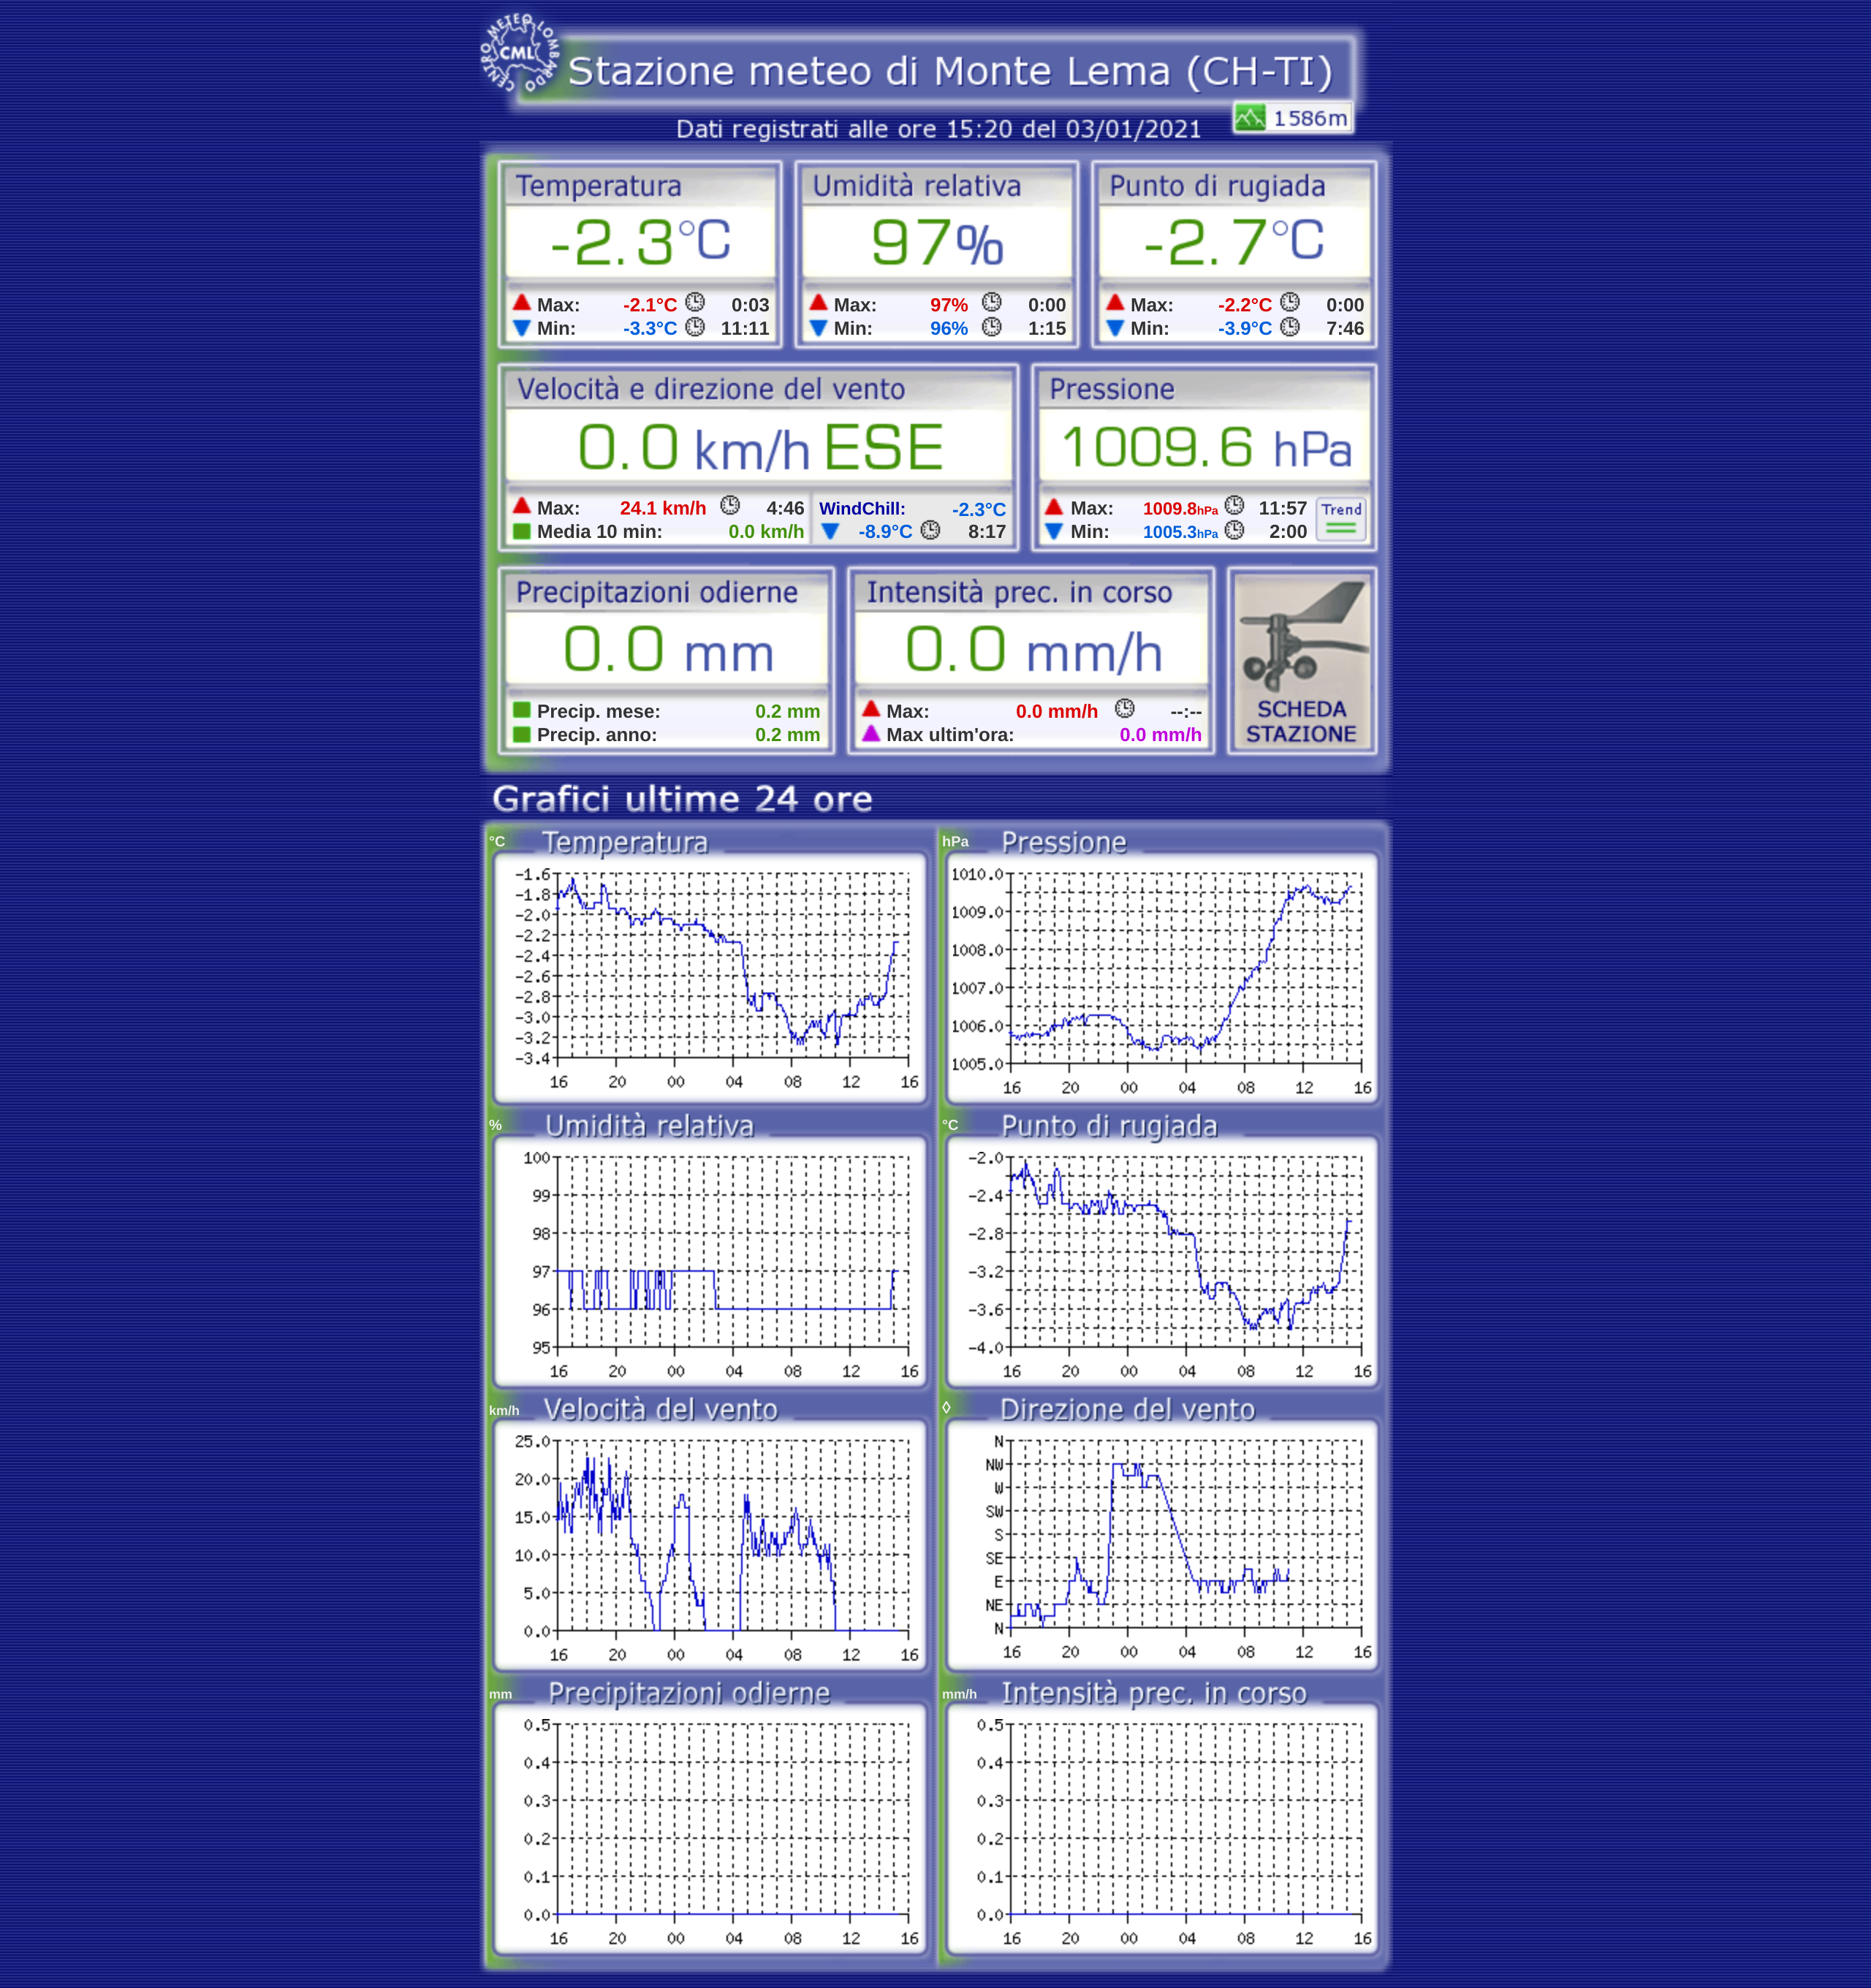 CENTRO METEO LOMBARDO
CML
Stazione meteo di Monte Lema (CH-TI)
1586m
Dati registrati alle ore 15:20 del 03/01/2021
Temperatura
-2.3°C
Max: -2.1°C 0:03
Min: -3.3°C 11:11
Umidità relativa
97%
Max: 97% 0:00
Min: 96% 1:15
Punto di rugiada
-2.7°C
Max: -2.2°C 0:00
Min: -3.9°C 7:46
Velocità e direzione del vento
0.0 km/h ESE
Max: 24.1 km/h 4:46
Media 10 min: 0.0 km/h
WindChill: -2.3°C
-8.9°C 8:17
Pressione
1009.6 hPa
Max: 1009.8hPa 11:57
Min: 1005.3hPa 2:00
Trend
Precipitazioni odierne
0.0 mm
Precip. mese: 0.2 mm
Precip. anno: 0.2 mm
Intensità prec. in corso
0.0 mm/h
Max: 0.0 mm/h --:--
Max ultim'ora: 0.0 mm/h
SCHEDA
STAZIONE
Grafici ultime 24 ore
°C Temperatura
-1.6
-1.8
-2.0
-2.2
-2.4
-2.6
-2.8
-3.0
-3.2
-3.4
16 20 00 04 08 12 16
hPa Pressione
1010.0
1009.0
1008.0
1007.0
1006.0
1005.0
16 20 00 04 08 12 16
% Umidità relativa
100
99
98
97
96
95
16 20 00 04 08 12 16
°C Punto di rugiada
-2.0
-2.4
-2.8
-3.2
-3.6
-4.0
16 20 00 04 08 12 16
km/h Velocità del vento
25.0
20.0
15.0
10.0
5.0
0.0
16 20 00 04 08 12 16
◊ Direzione del vento
N
NW
W
SW
S
SE
E
NE
N
16 20 00 04 08 12 16
mm Precipitazioni odierne
0.5
0.4
0.3
0.2
0.1
0.0
16 20 00 04 08 12 16
mm/h Intensità prec. in corso
0.5
0.4
0.3
0.2
0.1
0.0
16 20 00 04 08 12 16